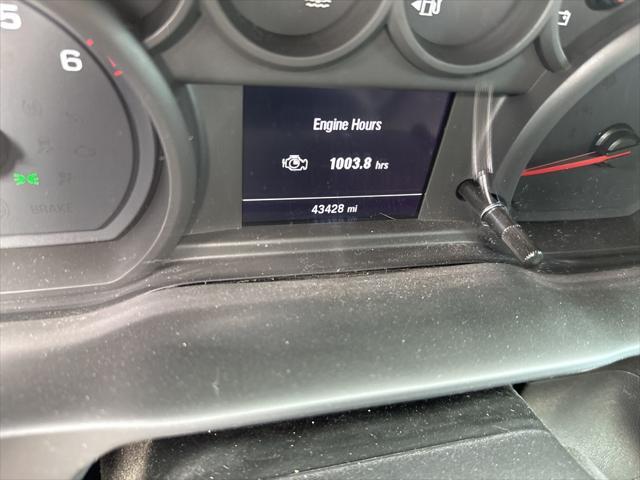 5
6
Engine Hours
1003.8 hrs
43428 mi
BRAKE